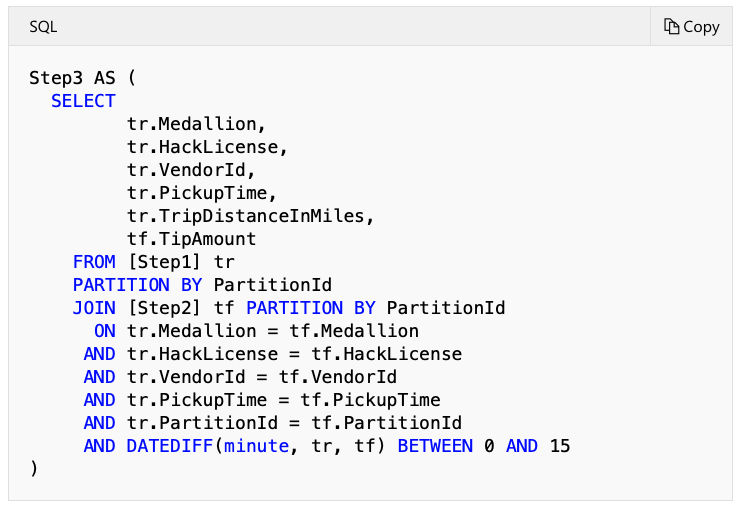 SQL
Copy
Step3 AS (
  SELECT
         tr.Medallion,
         tr.HackLicense,
         tr.VendorId,
         tr.PickupTime,
         tr.TripDistanceInMiles,
         tf.TipAmount
    FROM [Step1] tr
    PARTITION BY PartitionId
    JOIN [Step2] tf PARTITION BY PartitionId
      ON tr.Medallion = tf.Medallion
     AND tr.HackLicense = tf.HackLicense
     AND tr.VendorId = tf.VendorId
     AND tr.PickupTime = tf.PickupTime
     AND tr.PartitionId = tf.PartitionId
     AND DATEDIFF(minute, tr, tf) BETWEEN 0 AND 15
)